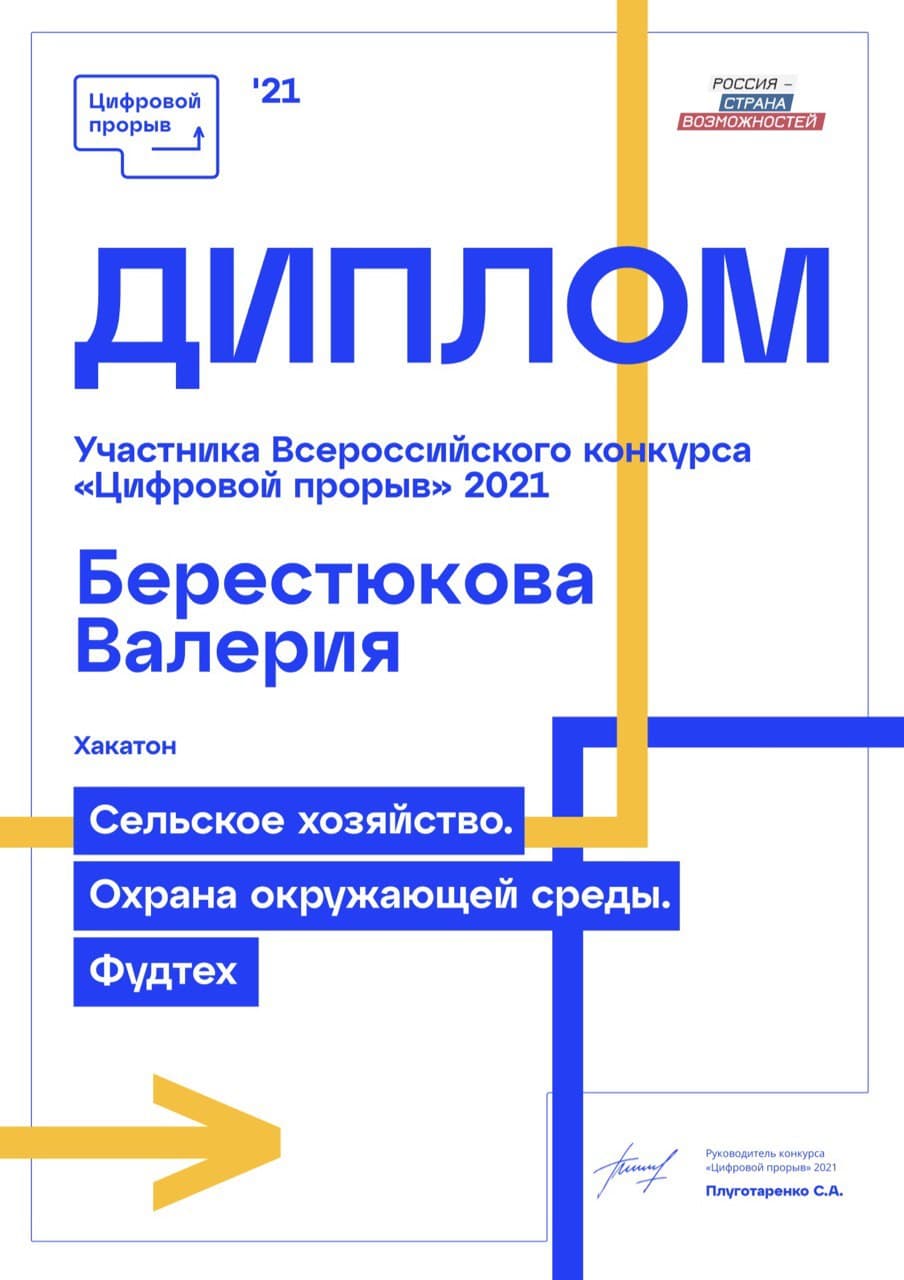 Цифровой
прорыв
'21
РОССИЯ –
СТРАНА
ВОЗМОЖНОСТЕЙ
ДИПЛОМ
Участника Всероссийского конкурса
«Цифровой прорыв» 2021
Берестюкова
Валерия
Хакатон
Сельское хозяйство.
Охрана окружающей среды.
Фудтех
Руководитель конкурса
«Цифровой прорыв» 2021
Плуготаренко С.А.